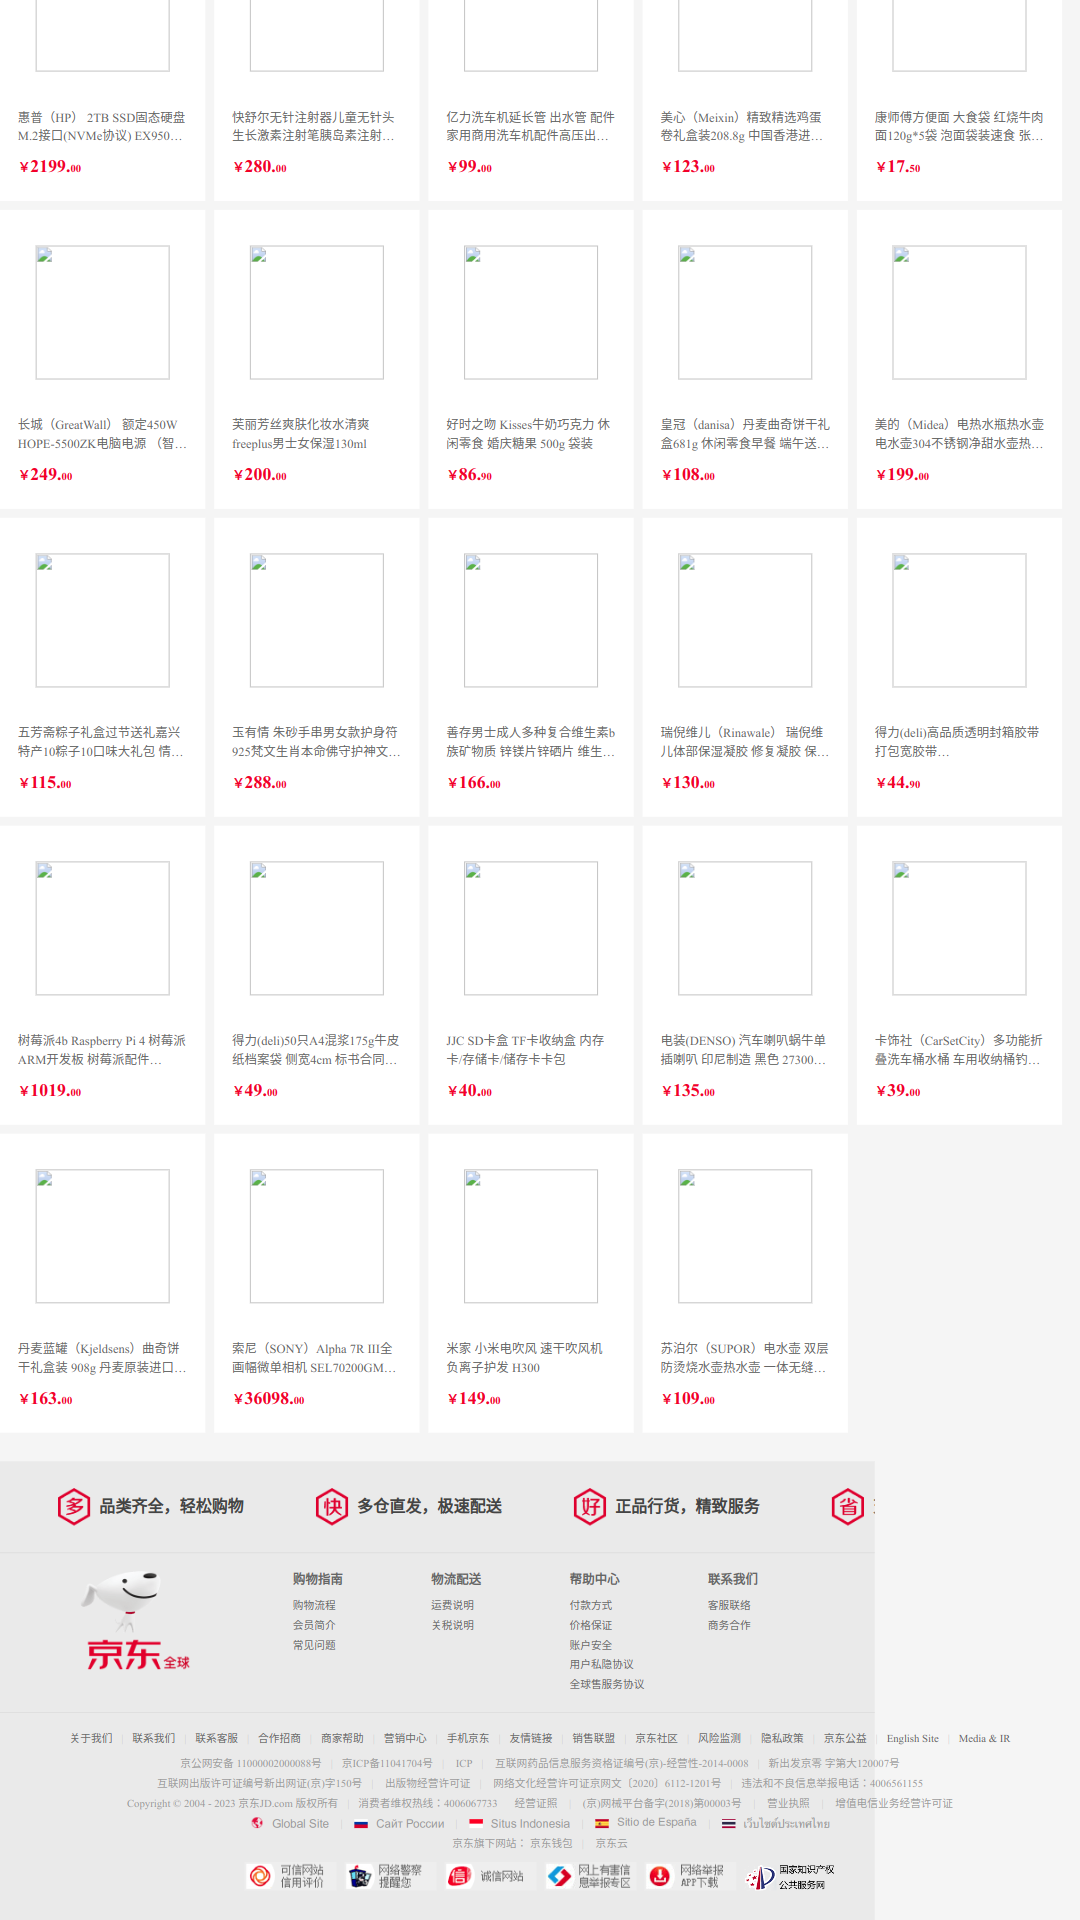 惠普（HP） 2TB SSD固态硬盘
M.2接口(NVMe协议) EX950…
￥2199.00
快舒尔无针注射器儿童无针头
生长激素注射笔胰岛素注射…
￥280.00
亿力洗车机延长管 出水管 配件
家用商用洗车机配件高压出…
￥99.00
美心（Meixin）精致精选鸡蛋
卷礼盒装208.8g 中国香港进…
￥123.00
康师傅方便面 大食袋 红烧牛肉
面120g*5袋 泡面袋装速食 张…
￥17.50
长城（GreatWall） 额定450W
HOPE-5500ZK电脑电源 （智…
￥249.00
芙丽芳丝爽肤化妆水清爽
freeplus男士女保湿130ml
￥200.00
好时之吻 Kisses牛奶巧克力 休
闲零食 婚庆糖果 500g 袋装
￥86.90
皇冠（danisa）丹麦曲奇饼干礼
盒681g 休闲零食早餐 端午送…
￥108.00
美的（Midea）电热水瓶热水壶
电水壶304不锈钢净甜水壶热…
￥199.00
五芳斋粽子礼盒过节送礼嘉兴
特产10粽子10口味大礼包 情…
￥115.00
玉有情 朱砂手串男女款护身符
925梵文生肖本命佛守护神文…
￥288.00
善存男士成人多种复合维生素b
族矿物质 锌镁片锌硒片 维生…
￥166.00
瑞倪维儿（Rinawale） 瑞倪维
儿体部保湿凝胶 修复凝胶 保…
￥130.00
得力(deli)高品质透明封箱胶带
打包宽胶带…
￥44.90
树莓派4b Raspberry Pi 4 树莓派
ARM开发板 树莓派配件…
￥1019.00
得力(deli)50只A4混浆175g牛皮
纸档案袋 侧宽4cm 标书合同…
￥49.00
JJC SD卡盒 TF卡收纳盒 内存
卡/存储卡/储存卡卡包
￥40.00
电装(DENSO) 汽车喇叭蜗牛单
插喇叭 印尼制造 黑色 27300…
￥135.00
卡饰社（CarSetCity）多功能折
叠洗车桶水桶 车用收纳桶钓…
￥39.00
丹麦蓝罐（Kjeldsens）曲奇饼
干礼盒装 908g 丹麦原装进口…
￥163.00
索尼（SONY）Alpha 7R III全
画幅微单相机 SEL70200GM…
￥36098.00
米家 小米电吹风 速干吹风机
负离子护发 H300
￥149.00
苏泊尔（SUPOR）电水壶 双层
防烫烧水壶热水壶 一体无缝…
￥109.00
多 品类齐全，轻松购物
快 多仓直发，极速配送
好 正品行货，精致服务
省
京东全球
购物指南
购物流程
会员简介
常见问题
物流配送
运费说明
关税说明
帮助中心
付款方式
价格保证
账户安全
用户私隐协议
全球售服务协议
联系我们
客服联络
商务合作
关于我们 | 联系我们 | 联系客服 | 合作招商 | 商家帮助 | 营销中心 | 手机京东 | 友情链接 | 销售联盟 | 京东社区 | 风险监测 | 隐私政策 | 京东公益 | English Site | Media & IR
京公网安备 11000002000088号 | 京ICP备11041704号 | ICP | 互联网药品信息服务资格证编号(京)-经营性-2014-0008 | 新出发京零 字第大120007号
互联网出版许可证编号新出网证(京)字150号 | 出版物经营许可证 | 网络文化经营许可证京网文〔2020〕6112-1201号 | 违法和不良信息举报电话：4006561155
Copyright © 2004 - 2023 京东JD.com 版权所有 | 消费者维权热线：4006067733 经营证照 | (京)网械平台备字(2018)第00003号 | 营业执照 | 增值电信业务经营许可证
Global Site | Сайт России | Situs Indonesia | Sitio de España | เว็บไซต์ประเทศไทย
京东旗下网站： 京东钱包 | 京东云
可信网站
信用评价
网络警察
提醒您
信 诚信网站
网上有害信
息举报专区
网络举报
APP下载
国家知识产权
公共服务网